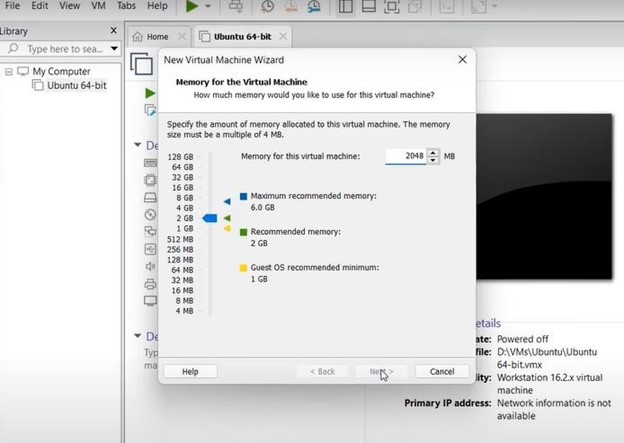 File Edit View VM Tabs Help
Library
Type here to search...
My Computer
Ubuntu 64-bit
Home
Ubuntu 64-bit
New Virtual Machine Wizard
Memory for the Virtual Machine
How much memory would you like to use for this virtual machine?
Specify the amount of memory allocated to this virtual machine. The memory
size must be a multiple of 4 MB.
Memory for this virtual machine: 2048 MB
128 GB
64 GB
32 GB
16 GB
8 GB
4 GB
2 GB
1 GB
512 MB
256 MB
128 MB
64 MB
32 MB
16 MB
8 MB
4 MB
Maximum recommended memory:
6.0 GB
Recommended memory:
2 GB
Guest OS recommended minimum:
1 GB
Help
< Back
Next >
Cancel
De
De
Typ
ma
etails
ate: Powered off
file: D:\VMs\Ubuntu\Ubuntu
64-bit.vmx
lity: Workstation 16.2.x virtual
machine
Primary IP address: Network information is
not available